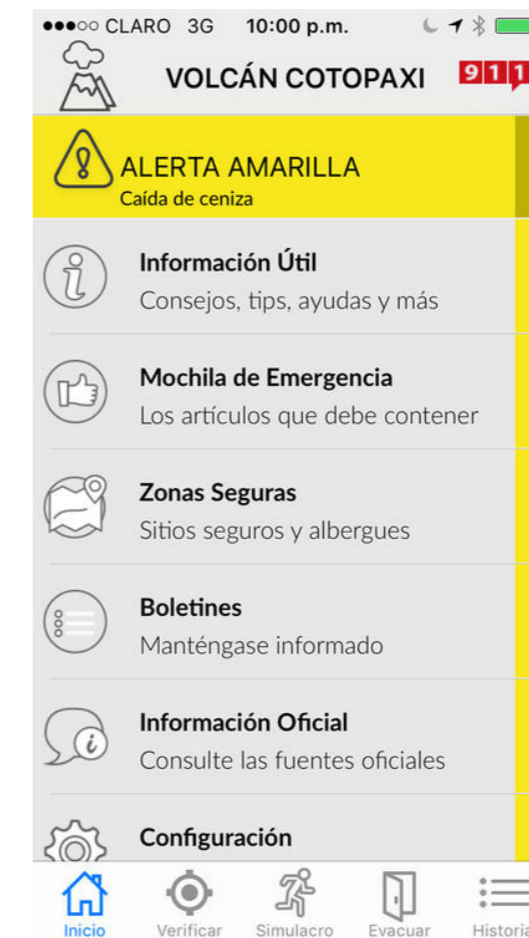 CLARO 3G 10:00 p.m.
VOLCÁN COTOPAXI 911
ALERTA AMARILLA
Caída de ceniza
Información Útil
Consejos, tips, ayudas y más
Mochila de Emergencia
Los artículos que debe contener
Zonas Seguras
Sitios seguros y albergues
Boletines
Manténgase informado
Información Oficial
Consulte las fuentes oficiales
Configuración
Inicio Verificar Simulacro Evacuar Historia